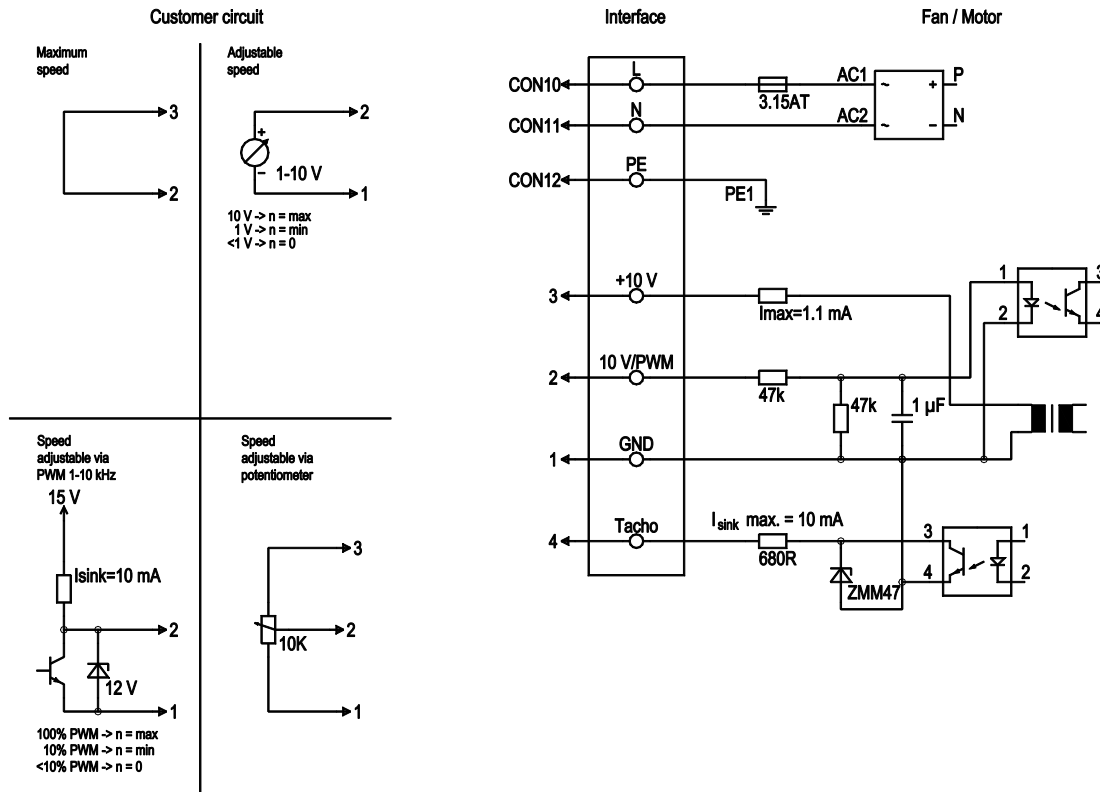 Customer circuit
Interface
Fan / Motor
Maximum
speed
3
2
Adjustable
speed
2
+
–
1-10 V
1
10 V -> n = max
1 V -> n = min
<1 V -> n = 0
Speed
adjustable via
PWM 1-10 kHz
15 V
Isink=10 mA
2
12 V
1
100% PWM -> n = max
10% PWM -> n = min
<10% PWM -> n = 0
Speed
adjustable via
potentiometer
3
2
10K
1
CON10
L
3.15AT
AC1
~
+
P
CON11
N
AC2
~
–
N
CON12
PE
PE1
3
+10 V
Imax=1.1 mA
1
2
3
4
2
10 V/PWM
47k
47k
1 µF
1
GND
4
Tacho
Isink max. = 10 mA
680R
ZMM47
3
4
1
2